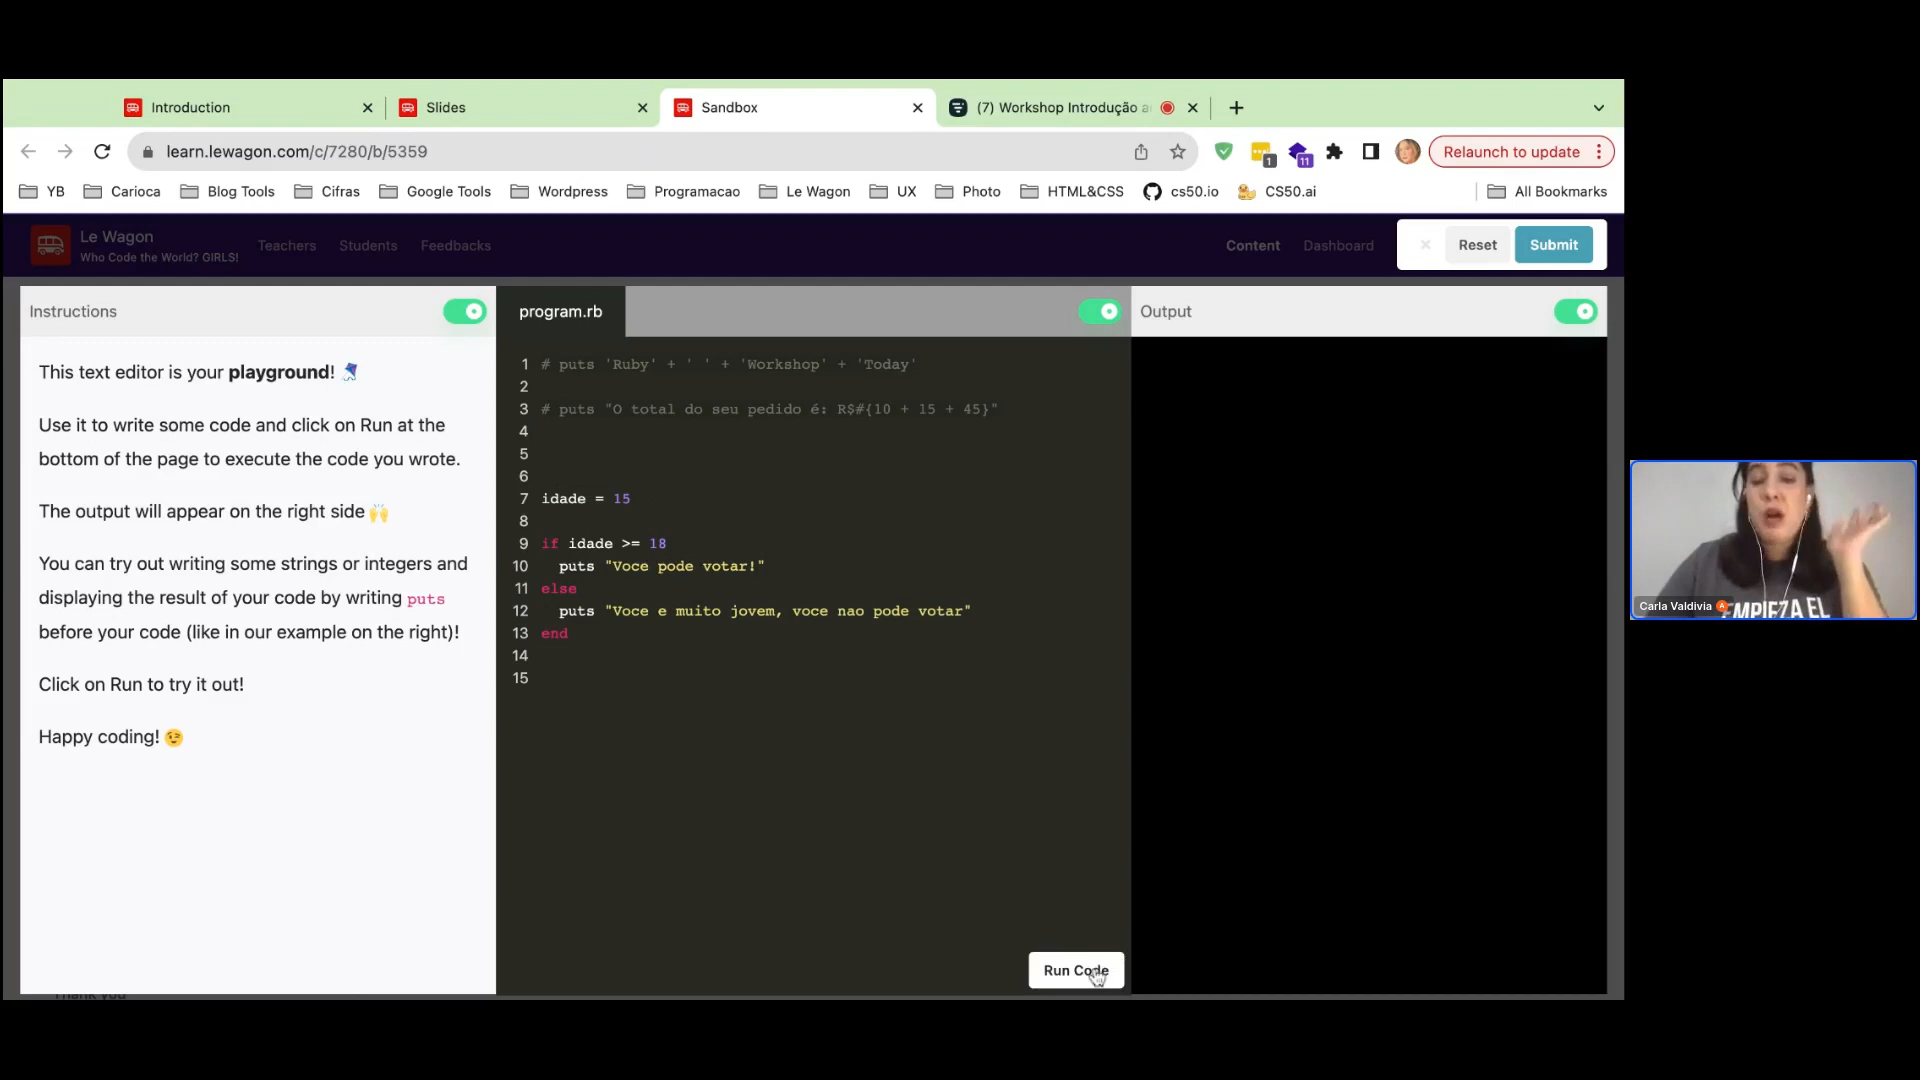 Introduction
Slides
Sandbox
(7) Workshop Introdução a
learn.lewagon.com/c/7280/b/5359
1
11
Relaunch to update
YB
Carioca
Blog Tools
Cifras
Google Tools
Wordpress
Programacao
Le Wagon
UX
Photo
HTML&CSS
cs50.io
CS50.ai
All Bookmarks
Le Wagon
Who Code the World? GIRLS!
Teachers
Students
Feedbacks
Content
Dashboard
Reset
Submit
Instructions
This text editor is your playground!
Use it to write some code and click on Run at the
bottom of the page to execute the code you wrote.
The output will appear on the right side
You can try out writing some strings or integers and
displaying the result of your code by writing puts
before your code (like in our example on the right)!
Click on Run to try it out!
Happy coding!
Thank you
program.rb
1 # puts 'Ruby' + ' ' + 'Workshop' + 'Today'
2
3 # puts "O total do seu pedido é: R$#{10 + 15 + 45}"
4
5
6
7 idade = 15
8
9 if idade >= 18
10   puts "Voce pode votar!"
11 else
12   puts "Voce e muito jovem, voce nao pode votar"
13 end
14
15
Run Code
Output
Carla Valdivia
EMPIEZA EL